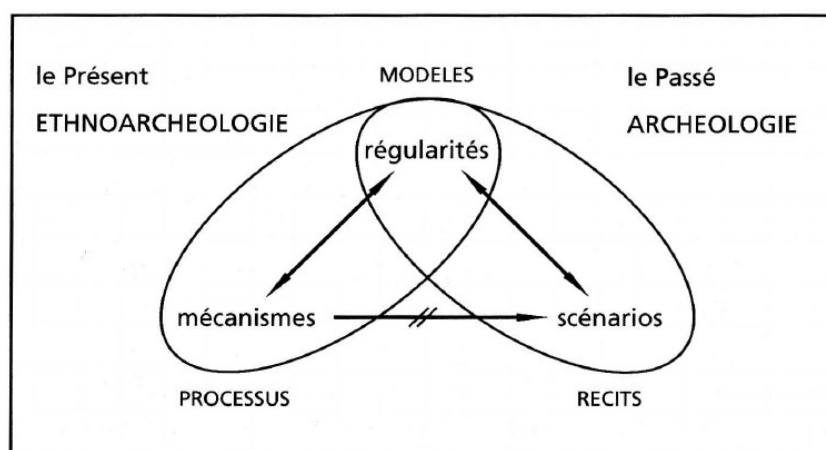 le Présent
MODELES
le Passé
ETHNOARCHEOLOGIE
ARCHEOLOGIE
régularités
mécanismes
scénarios
PROCESSUS
RECITS